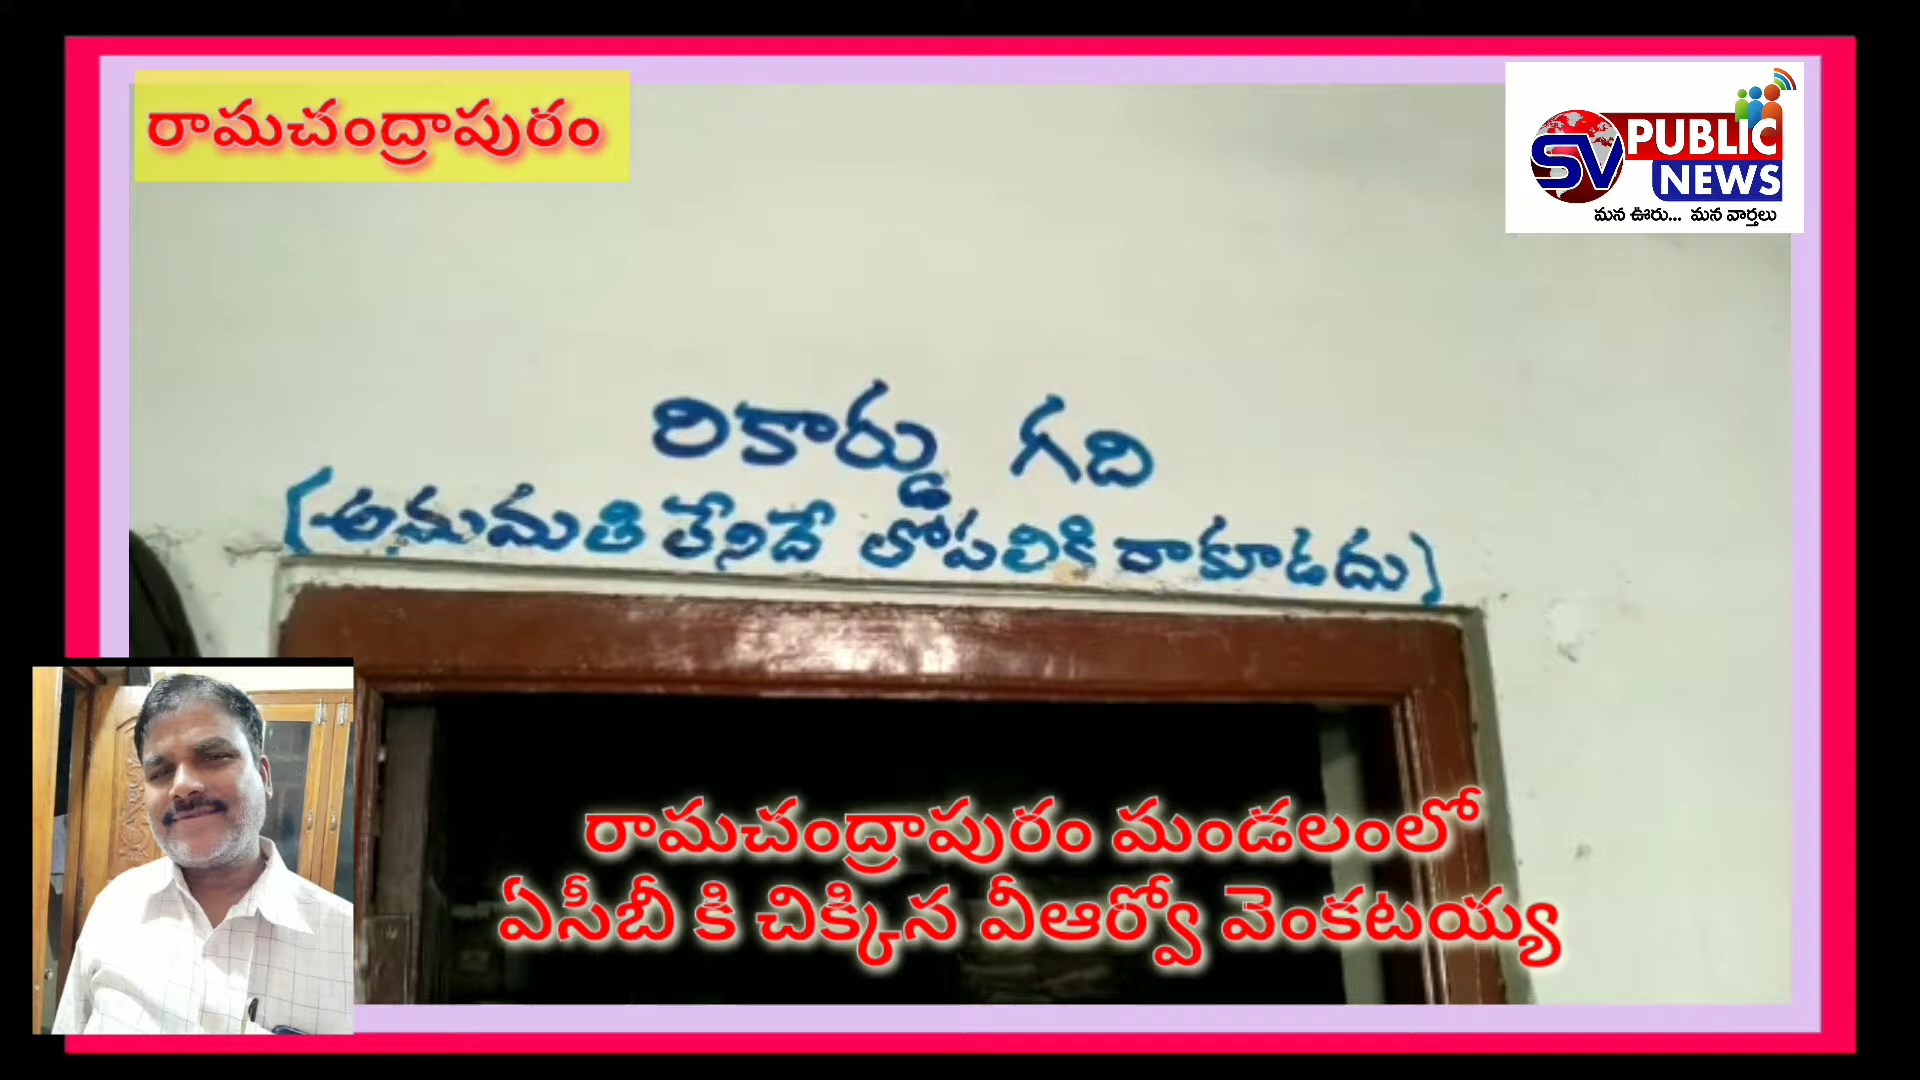 రామచంద్రాపురం
SV PUBLIC
NEWS
మన ఊరు... మన వార్తలు
రికార్డు గది
(అనుమతి లేనిదే లోపలికి రాకూడదు)
రామచంద్రాపురం మండలంలో
ఏసీబీ కి చిక్కిన వీఆర్వో వెంకటయ్య